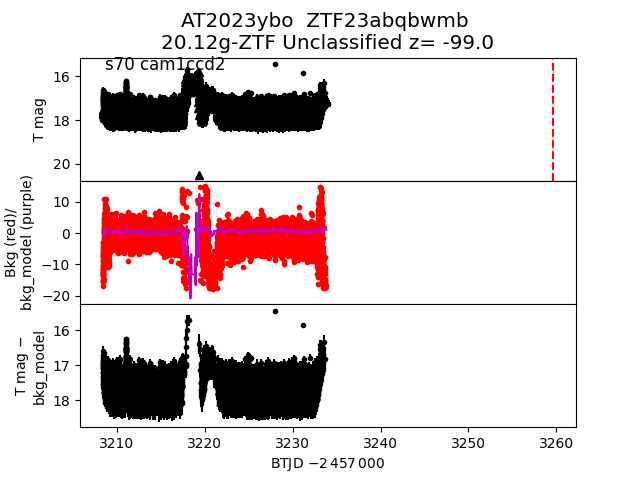 AT2023ybo  ZTF23abqbwmb
20.12g-ZTF Unclassified z= -99.0
s70 cam1ccd2
16
18
20
T mag
10
0
−10
−20
Bkg (red)/
bkg_model (purple)
16
17
18
T mag −
bkg_model
3210 3220 3230 3240 3250 3260
BTJD −2 457 000